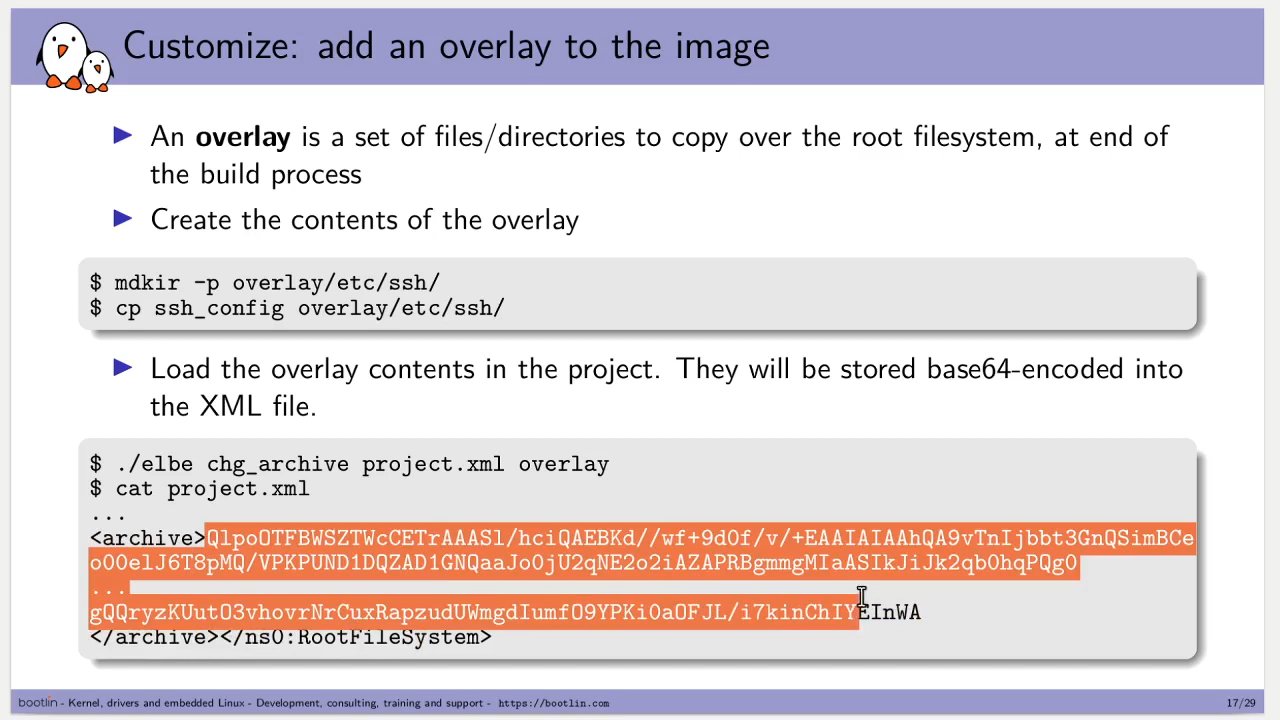 Customize: add an overlay to the image
▶ An overlay is a set of files/directories to copy over the root filesystem, at end of
the build process
▶ Create the contents of the overlay
$ mdkir -p overlay/etc/ssh/
$ cp ssh_config overlay/etc/ssh/
▶ Load the overlay contents in the project. They will be stored base64-encoded into
the XML file.
$ ./elbe chg_archive project.xml overlay
$ cat project.xml
...
<archive>QlpoOTFBWSZTWcCETrAAASl/hciQAEBKd//wf+9d0f/v/+EAAIAIAAhQA9vTnIjbbt3GnQSimBCe
o00elJ6T8pMQ/VPKPUND1DQZAD1GNQaaJo0jU2qNE2o2iAZAPRBgmmgMIaASIkJiJk2qb0hqPQg0
...
gQQryzKUutO3vhovrNrCuxRapzudUWmgdIumfO9YPKi0aOFJL/i7kinChIYEInWA
</archive></ns0:RootFileSystem>
bootlin - Kernel, drivers and embedded Linux - Development, consulting, training and support - https://bootlin.com
17/29